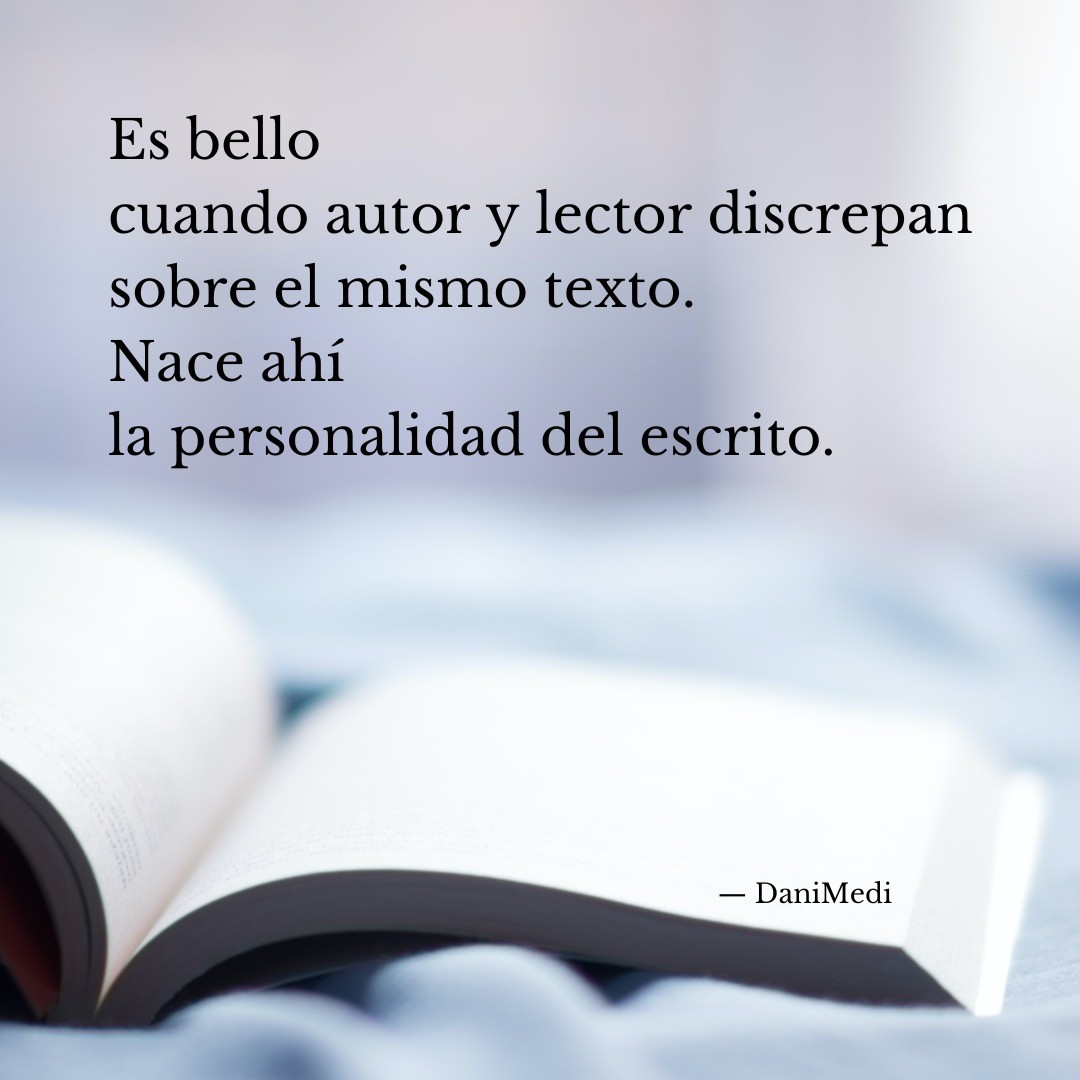 Es bello
cuando autor y lector discrepan
sobre el mismo texto.
Nace ahí
la personalidad del escrito.
— DaniMedi